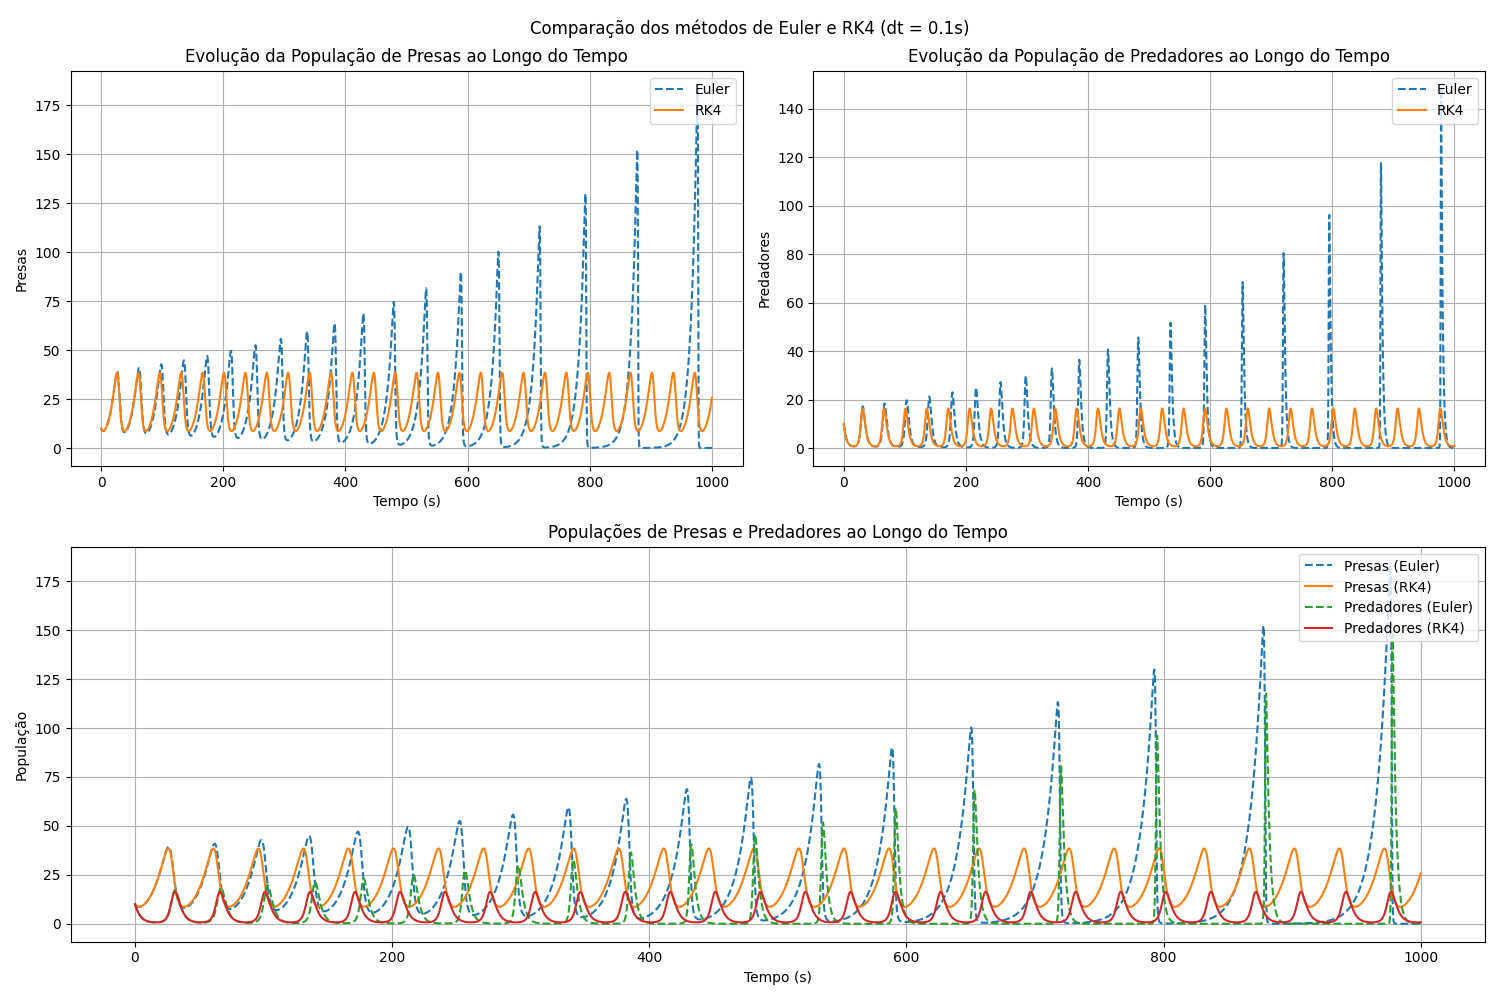 Comparação dos métodos de Euler e RK4 (dt = 0.1s)
Evolução da População de Presas ao Longo do Tempo
Presas
175
150
125
100
75
50
25
0
0 200 400 600 800 1000
Tempo (s)
Euler
RK4
Evolução da População de Predadores ao Longo do Tempo
Predadores
140
120
100
80
60
40
20
0
0 200 400 600 800 1000
Tempo (s)
Euler
RK4
Populações de Presas e Predadores ao Longo do Tempo
População
175
150
125
100
75
50
25
0
0 200 400 600 800 1000
Tempo (s)
Presas (Euler)
Presas (RK4)
Predadores (Euler)
Predadores (RK4)